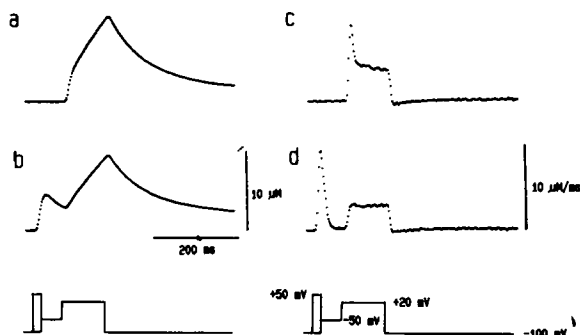 a
c
b
d
10 μM
10 μM/ms
200 ms
+50 mV
-50 mV
+20 mV
-100 mV